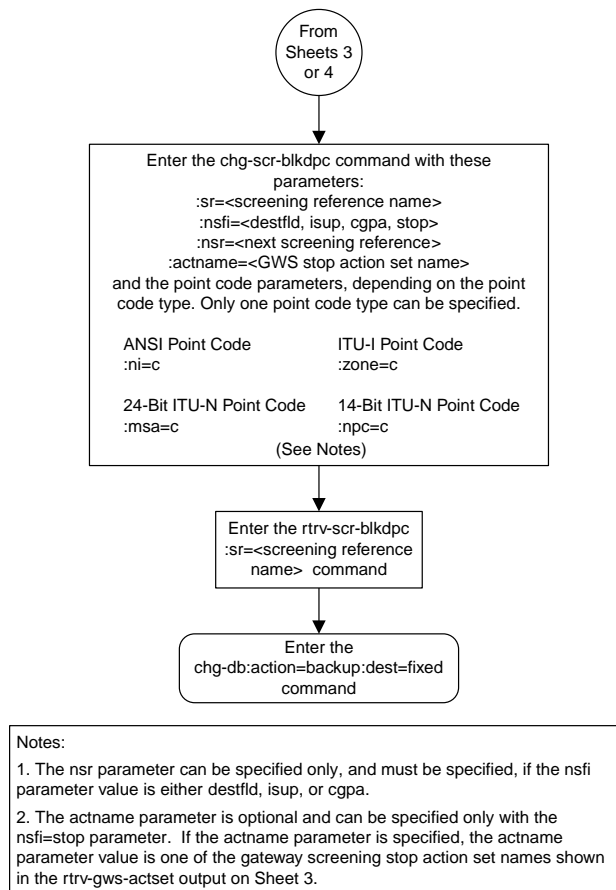 From
Sheets 3
or 4
Enter the chg-scr-blkdpc command with these
parameters:
:sr=<screening reference name>
:nsfi=<destfld, isup, cgpa, stop>
:nsr=<next screening reference>
:actname=<GWS stop action set name>
and the point code parameters, depending on the point
code type. Only one point code type can be specified.
ANSI Point Code
:ni=c
ITU-I Point Code
:zone=c
24-Bit ITU-N Point Code
:msa=c
14-Bit ITU-N Point Code
:npc=c
(See Notes)
Enter the rtrv-scr-blkdpc
:sr=<screening reference
name> command
Enter the
chg-db:action=backup:dest=fixed
command
Notes:
1. The nsr parameter can be specified only, and must be specified, if the nsfi
parameter value is either destfld, isup, or cgpa.
2. The actname parameter is optional and can be specified only with the
nsfi=stop parameter. If the actname parameter is specified, the actname
parameter value is one of the gateway screening stop action set names shown
in the rtrv-gws-actset output on Sheet 3.